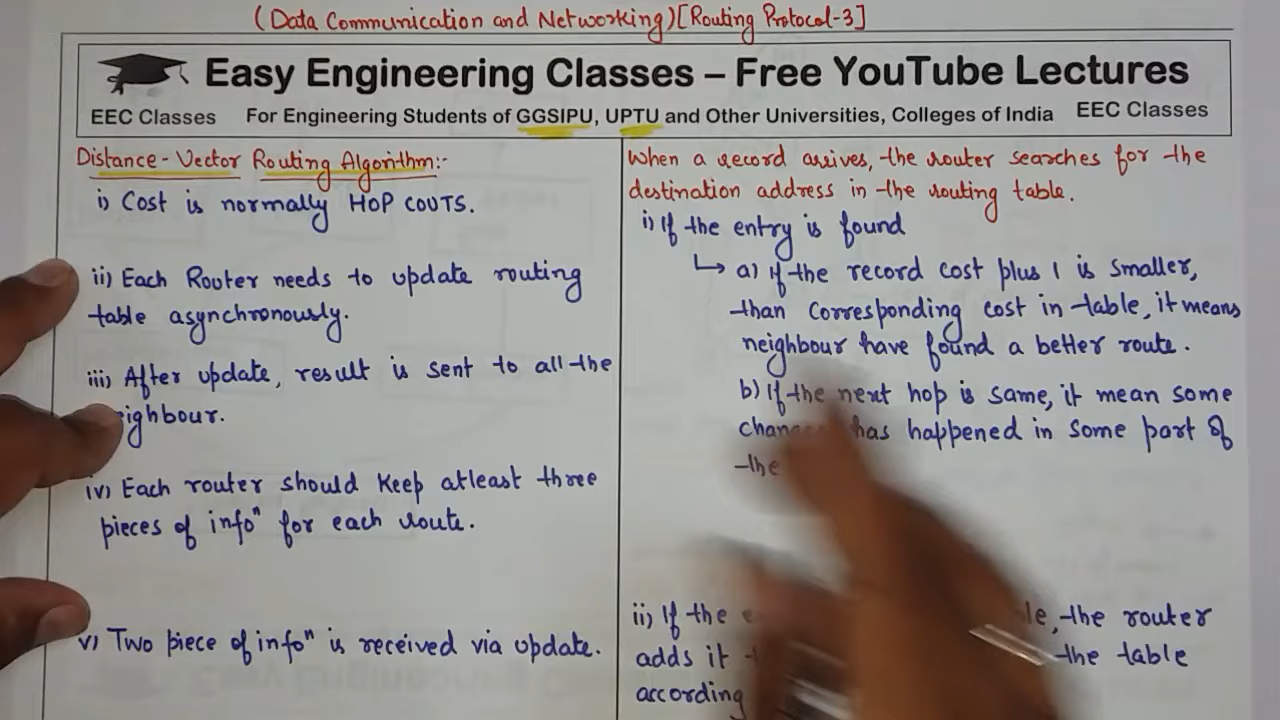 (Data Communication and Networking) [Routing Protocol-3]
Easy Engineering Classes – Free YouTube Lectures
EEC Classes For Engineering Students of GGSIPU, UPTU and Other Universities, Colleges of India EEC Classes
Distance-Vector Routing Algorithm:-
i) Cost is normally HOP COUTS.
ii) Each Router needs to update routing
table asynchronously.
iii) After update, result is sent to all the
ighbour.
iv) Each router should keep atleast three
pieces of infoⁿ for each route.
v) Two piece of infoⁿ is received via update.
When a record arrives, the router searches for the
destination address in the routing table.
i) If the entry is found
↳ a) If the record cost plus 1 is smaller,
than corresponding cost in table, it means
neighbour have found a better route.
b) If the next hop is same, it mean some
has happened in some part of
the
ii) If the the router
adds it the table
according